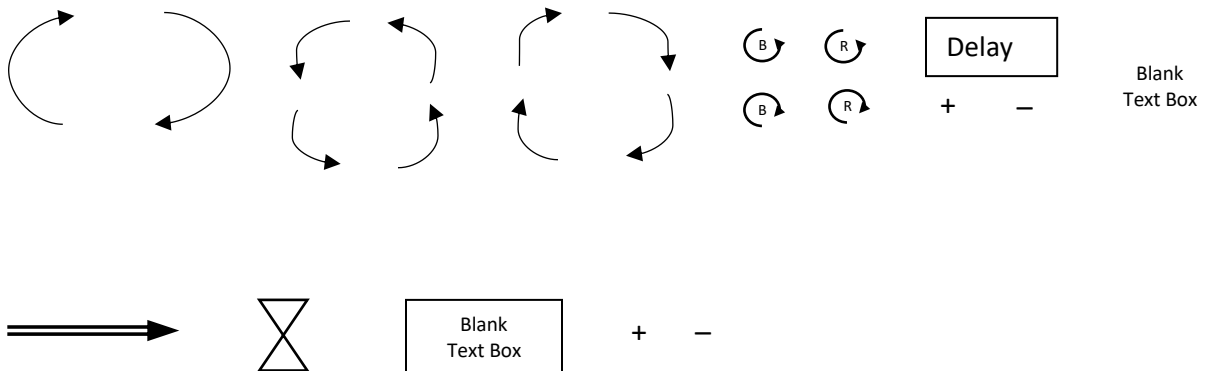 B R Delay
B R + –
Blank
Text Box
Blank
Text Box
+ –